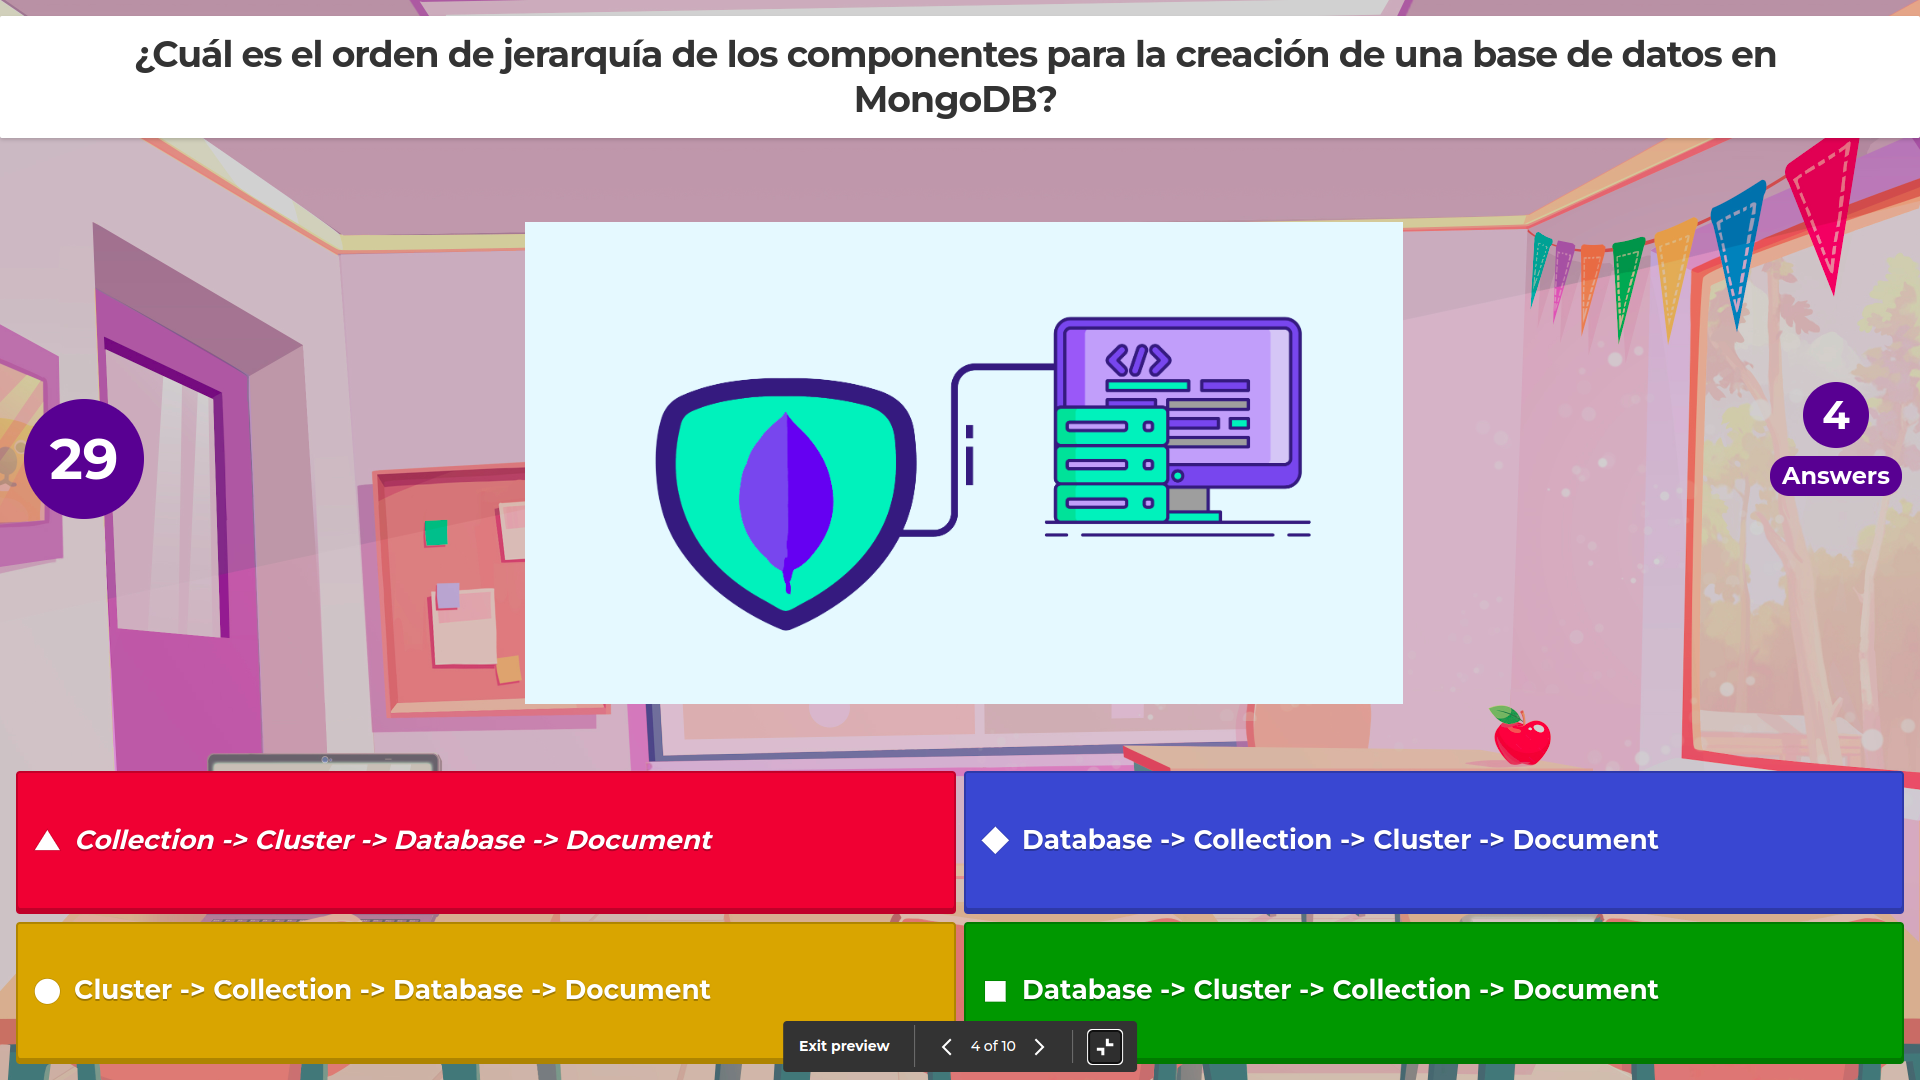 ¿Cuál es el orden de jerarquía de los componentes para la creación de una base de datos en
MongoDB?
29
4
Answers
</>
i
Collection -> Cluster -> Database -> Document
Database -> Collection -> Cluster -> Document
Cluster -> Collection -> Database -> Document
Database -> Cluster -> Collection -> Document
Exit preview
4 of 10